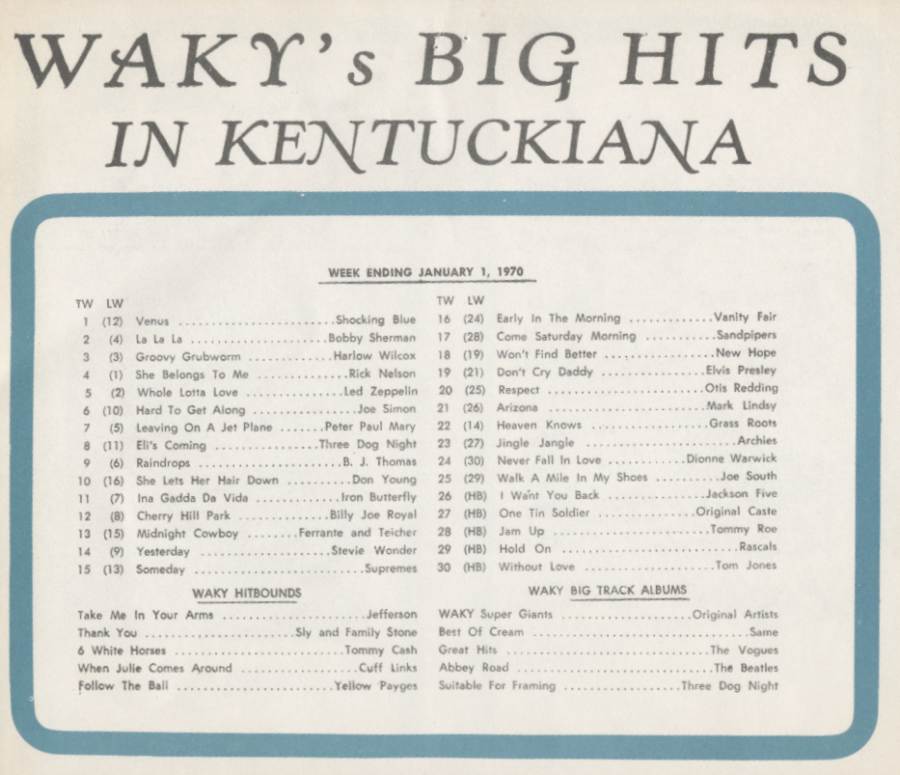 WAKY's BIG HITS
IN KENTUCKIANA
WEEK ENDING JANUARY 1, 1970
TW LW
1 (12) Venus ......................Shocking Blue
2 (4) La La La ....................Bobby Sherman
3 (3) Groovy Grubworm ............Harlow Wilcox
4 (1) She Belongs To Me .............Rick Nelson
5 (2) Whole Lotta Love ..............Led Zeppelin
6 (10) Hard To Get Along ...............Joe Simon
7 (5) Leaving On A Jet Plane .......Peter Paul Mary
8 (11) Eli's Coming ................Three Dog Night
9 (6) Raindrops .....................B. J. Thomas
10 (16) She Lets Her Hair Down ..........Don Young
11 (7) Ina Gadda Da Vida ............Iron Butterfly
12 (8) Cherry Hill Park .............Billy Joe Royal
13 (15) Midnight Cowboy .......Ferrante and Teicher
14 (9) Yesterday ...................Stevie Wonder
15 (13) Someday ........................Supremes
TW LW
16 (24) Early In The Morning ............Vanity Fair
17 (28) Come Saturday Morning ..........Sandpipers
18 (19) Won't Find Better ................New Hope
19 (21) Don't Cry Daddy ...............Elvis Presley
20 (25) Respect .......................Otis Redding
21 (26) Arizona ......................Mark Lindsy
22 (14) Heaven Knows .................Grass Roots
23 (27) Jingle Jangle ......................Archies
24 (30) Never Fall In Love ...........Dionne Warwick
25 (29) Walk A Mile In My Shoes .........Joe South
26 (HB) I Want You Back ..............Jackson Five
27 (HB) One Tin Soldier ..............Original Caste
28 (HB) Jam Up .......................Tommy Roe
29 (HB) Hold On .........................Rascals
30 (HB) Without Love ...................Tom Jones
WAKY HITBOUNDS
Take Me In Your Arms ....................Jefferson
Thank You .....................Sly and Family Stone
6 White Horses ........................Tommy Cash
When Julie Comes Around .................Cuff Links
Follow The Ball ......................Yellow Payges
WAKY BIG TRACK ALBUMS
WAKY Super Giants ...................Original Artists
Best Of Cream ...............................Same
Great Hits .............................The Vogues
Abbey Road ............................The Beatles
Suitable For Framing ................Three Dog Night